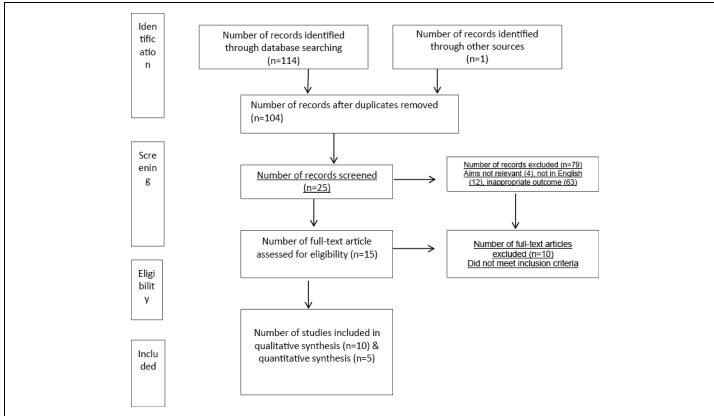 Iden
tific
atio
n
Number of records identified
through database searching
(n=114)
Number of records identified
through other sources
(n=1)
Number of records after duplicates removed
(n=104)
Scre
enin
g
Number of records screened
(n=25)
Number of records excluded (n=79)
Aims not relevant (4), not in English
(12), inappropriate outcome (63)
Number of full-text article
assessed for eligibility (n=15)
Number of full-text articles
excluded (n=10)
Did not meet inclusion criteria
Eligi
bilit
y
Number of studies included in
qualitative synthesis (n=10) &
quantitative synthesis (n=5)
Inclu
ded